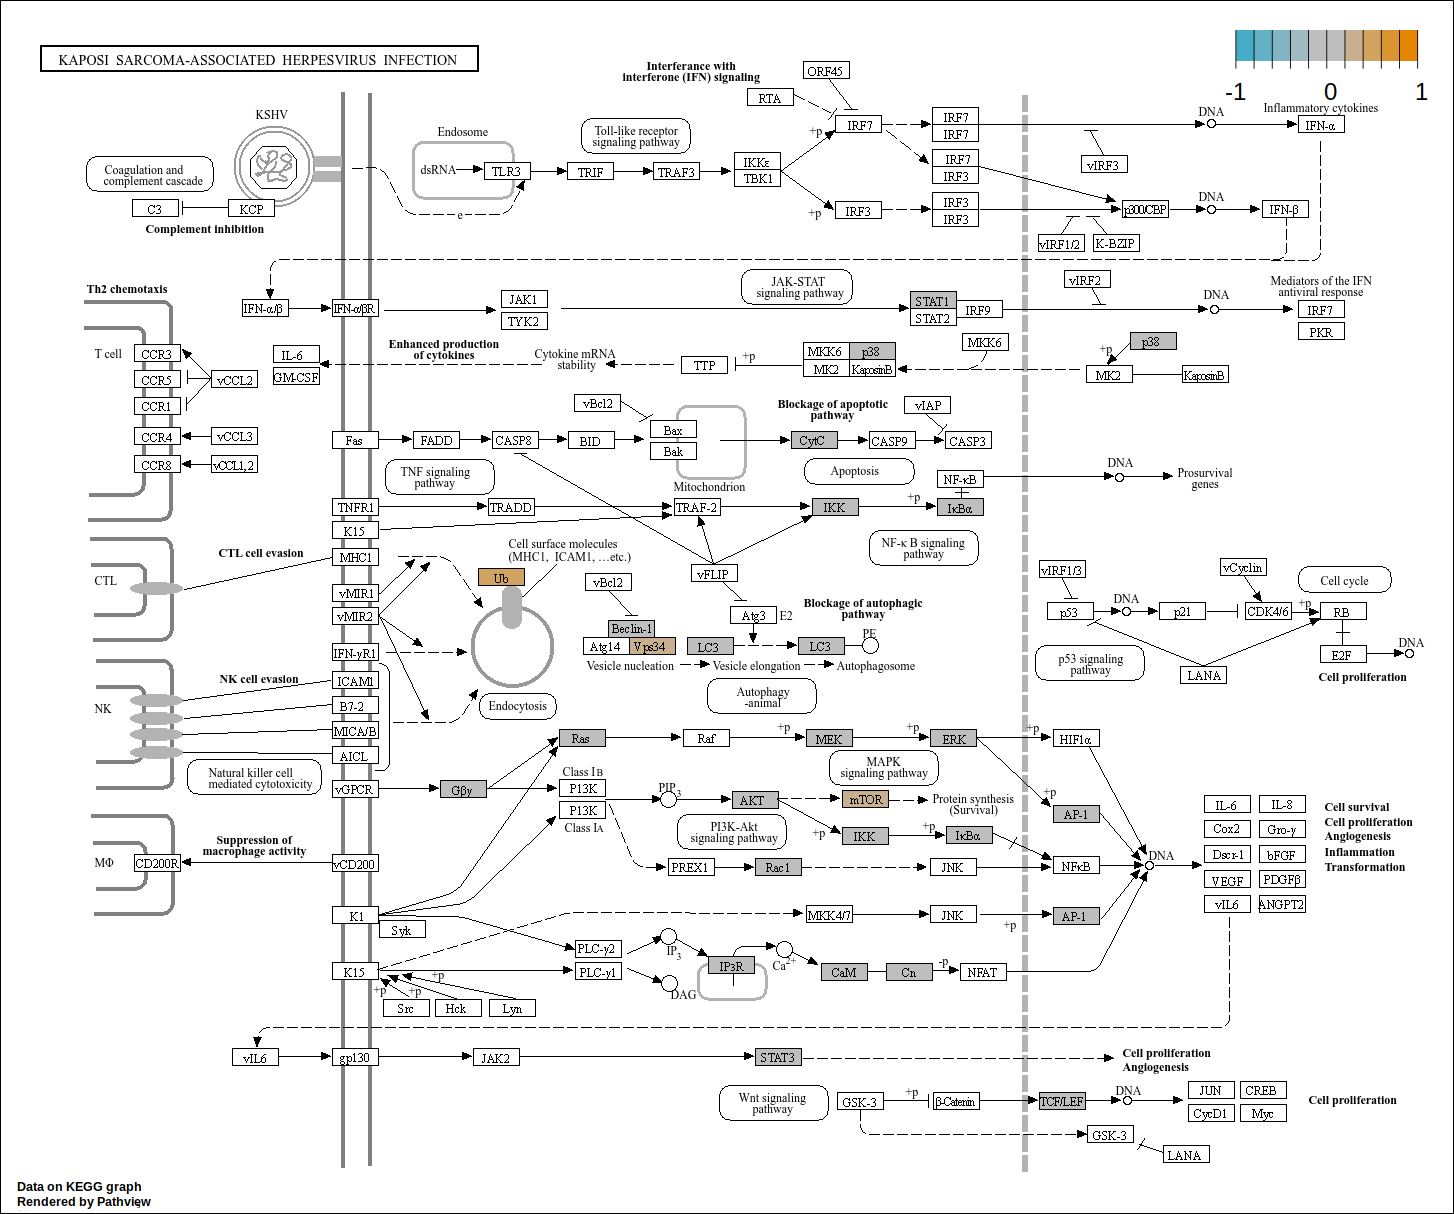 KAPOSI SARCOMA-ASSOCIATED HERPESVIRUS INFECTION
-1 0 1
Interferance with
interferone (IFN) signaling
ORF45
RTA
KSHV
Endosome
Toll-like receptor
signaling pathway
+p
IRF7
IRF7
IRF7
DNA
Inflammatory cytokines
IFN-α
Coagulation and
complement cascade
dsRNA
TLR3
TRIF
TRAF3
IKKε
TBK1
IRF7
IRF3
vIRF3
C3
KCP
Complement inhibition
e
+p
IRF3
IRF3
IRF3
p300/CBP
DNA
IFN-β
vIRF1/2
K-BZIP
Th2 chemotaxis
JAK-STAT
signaling pathway
vIRF2
Mediators of the IFN
antiviral response
IFN-α/β
IFN-α/βR
JAK1
TYK2
STAT1
STAT2
IRF9
DNA
IRF7
PKR
T cell
CCR3
CCR5
CCR1
CCR4
CCR8
vCCL2
vCCL3
vCCL1,2
IL-6
GM-CSF
Enhanced production
of cytokines
Cytokine mRNA
stability
TTP
+p
MKK6
p38
MK2
KaposinB
MKK6
+p
p38
MK2
KaposinB
vBcl2
Blockage of apoptotic
pathway
vIAP
Fas
FADD
CASP8
BID
Bax
Bak
CytC
CASP9
CASP3
TNF signaling
pathway
Mitochondrion
Apoptosis
NF-κB
DNA
Prosurvival
genes
TNFR1
TRADD
TRAF-2
IKK
+p
IκBα
K15
NF-κ B signaling
pathway
CTL cell evasion
MHC1
Cell surface molecules
(MHC1, ICAM1, ...etc.)
CTL
vMIR1
vMIR2
Ub
vBcl2
vFLIP
vIRF1/3
vCyclin
Cell cycle
Atg3
E2
Blockage of autophagic
pathway
p53
DNA
p21
CDK4/6
+p
RB
Beclin-1
Atg14
Vps34
LC3
LC3
PE
IFN-γR1
Vesicle nucleation
Vesicle elongation
Autophagosome
p53 signaling
pathway
LANA
E2F
DNA
Cell proliferation
NK cell evasion
NK
ICAM1
B7-2
MICA/B
AICL
Endocytosis
Autophagy
-animal
Ras
Raf
+p
MEK
+p
ERK
+p
HIF1α
Natural killer cell
mediated cytotoxicity
MAPK
signaling pathway
vGPCR
Gβγ
Class IB
P13K
P13K
Class IA
PIP3
AKT
mTOR
Protein synthesis
(Survival)
+p
AP-1
PI3K-Akt
signaling pathway
+p
IKK
+p
IκBα
IL-6
IL-8
Cox2
Gro-γ
Dscr-1
bFGF
VEGF
PDGFβ
vIL6
ANGPT2
Cell survival
Cell proliferation
Angiogenesis
Inflammation
Transformation
Suppression of
macrophage activity
MΦ
CD200R
vCD200
PREX1
Rac1
JNK
NFκB
DNA
K1
Syk
MKK4/7
JNK
+p
AP-1
PLC-γ2
IP3
IP3R
Ca2+
K15
+p
PLC-γ1
DAG
CaM
Cn
-p
NFAT
+p
+p
Src
Hck
Lyn
vIL6
gp130
JAK2
STAT3
Cell proliferation
Angiogenesis
Wnt signaling
pathway
GSK-3
+p
β-Catenin
TCF/LEF
DNA
JUN
CREB
CycD1
Myc
Cell proliferation
GSK-3
LANA
Data on KEGG graph
Rendered by Pathview